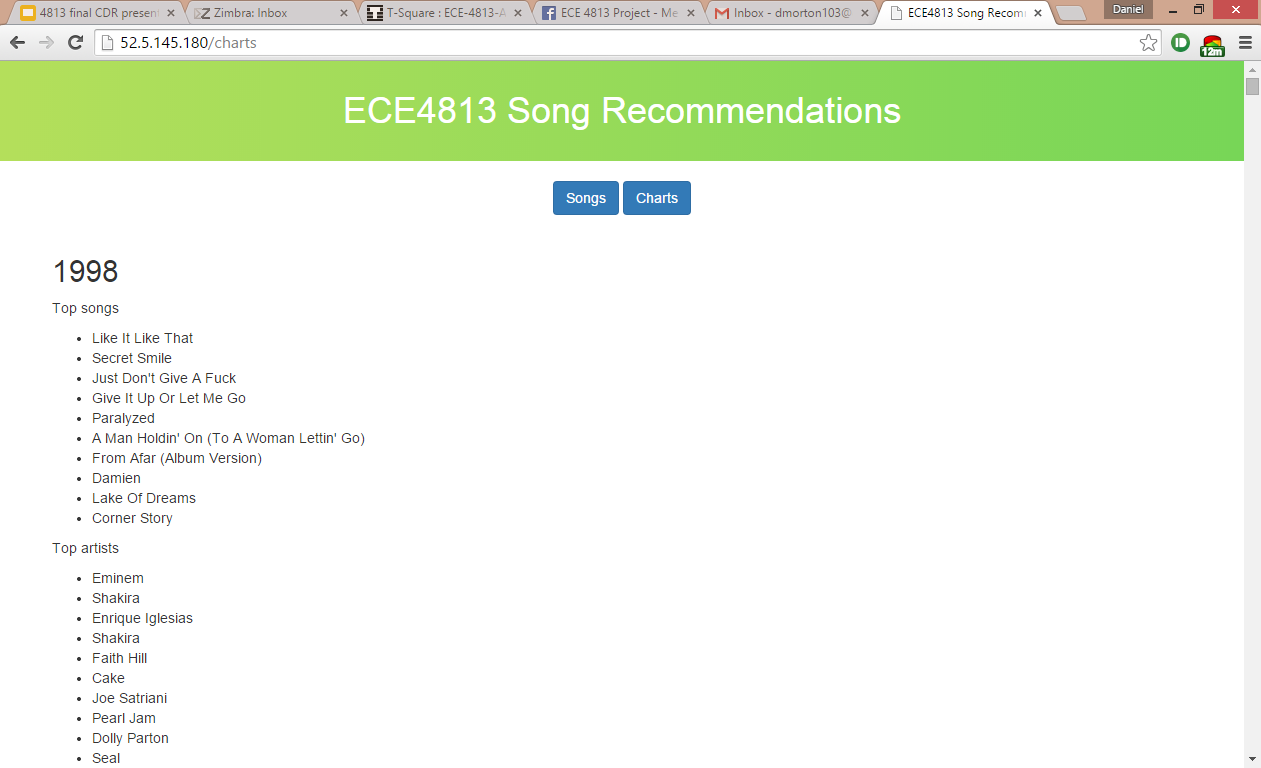 4813 final CDR present
Zimbra: Inbox
T-Square : ECE-4813-A
ECE 4813 Project - Me
Inbox - dmorton103@
ECE4813 Song Recom
Daniel
52.5.145.180/charts
12m
ECE4813 Song Recommendations
Songs
Charts
1998
Top songs
Like It Like That
Secret Smile
Just Don't Give A Fuck
Give It Up Or Let Me Go
Paralyzed
A Man Holdin' On (To A Woman Lettin' Go)
From Afar (Album Version)
Damien
Lake Of Dreams
Corner Story
Top artists
Eminem
Shakira
Enrique Iglesias
Shakira
Faith Hill
Cake
Joe Satriani
Pearl Jam
Dolly Parton
Seal